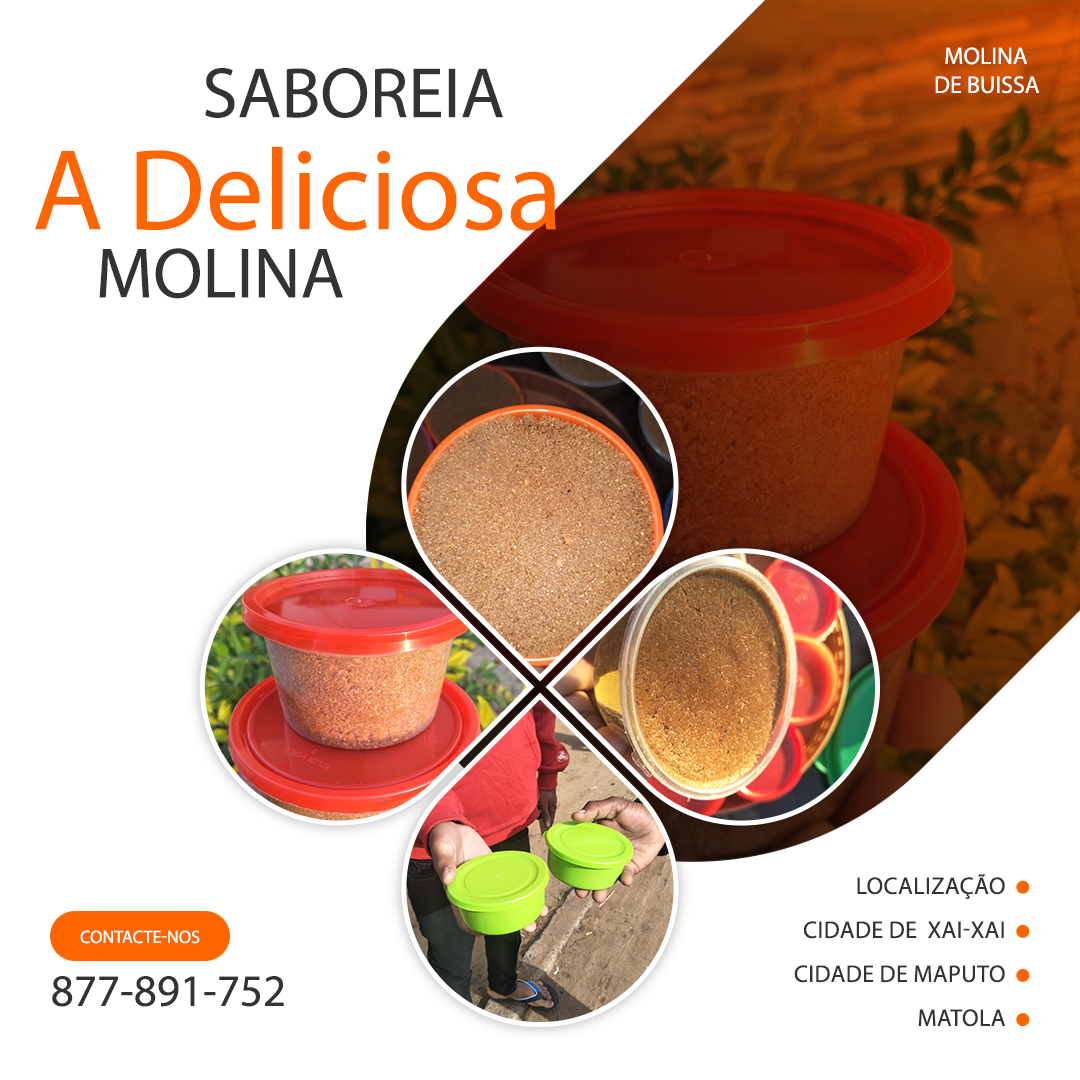 SABOREIA
A Deliciosa
MOLINA
MOLINA
DE BUISSA
CONTACTE-NOS
877-891-752
LOCALIZAÇÃO
CIDADE DE XAI-XAI
CIDADE DE MAPUTO
MATOLA